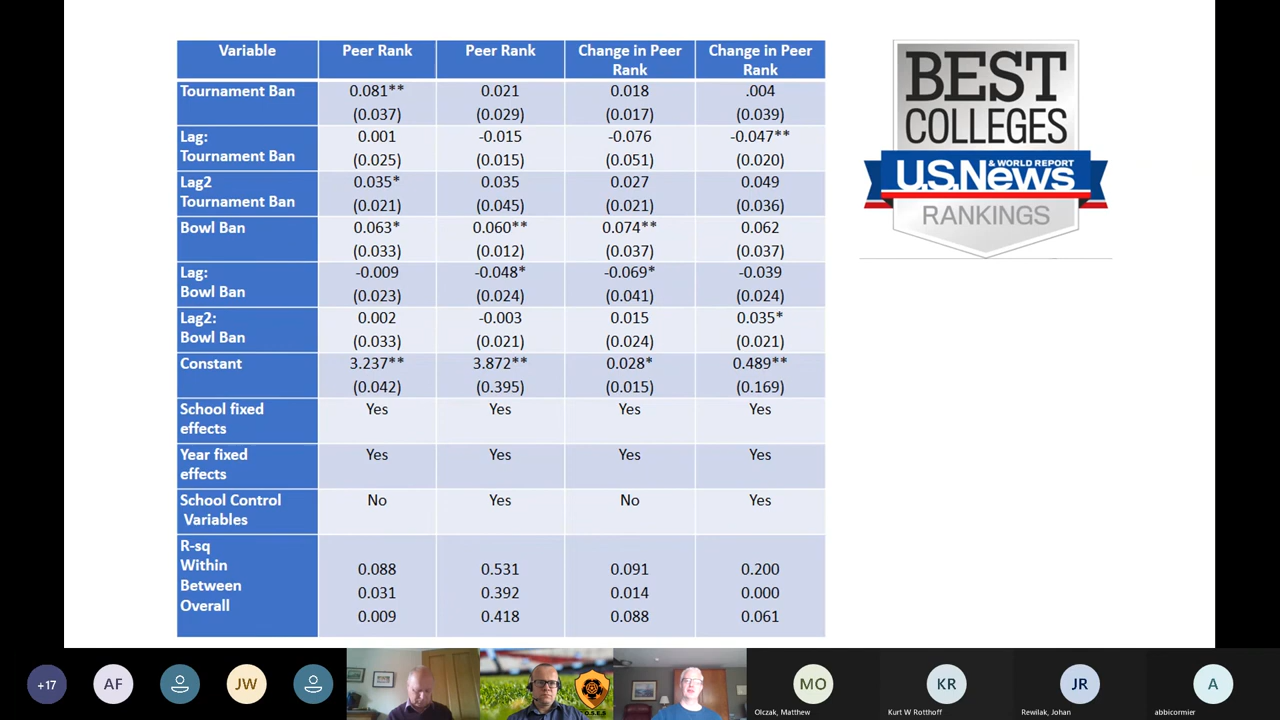 Variable Peer Rank Peer Rank Change in Peer Rank Change in Peer Rank
Tournament Ban 0.081** 0.021 0.018 .004
(0.037) (0.029) (0.017) (0.039)
Lag: Tournament Ban 0.001 -0.015 -0.076 -0.047**
(0.025) (0.015) (0.051) (0.020)
Lag2 Tournament Ban 0.035* 0.035 0.027 0.049
(0.021) (0.045) (0.021) (0.036)
Bowl Ban 0.063* 0.060** 0.074** 0.062
(0.033) (0.012) (0.037) (0.037)
Lag: Bowl Ban -0.009 -0.048* -0.069* -0.039
(0.023) (0.024) (0.041) (0.024)
Lag2: Bowl Ban 0.002 -0.003 0.015 0.035*
(0.033) (0.021) (0.024) (0.021)
Constant 3.237** 3.872** 0.028* 0.489**
(0.042) (0.395) (0.015) (0.169)
School fixed effects Yes Yes Yes Yes
Year fixed effects Yes Yes Yes Yes
School Control Variables No Yes No Yes
R-sq
Within 0.088 0.531 0.091 0.200
Between 0.031 0.392 0.014 0.000
Overall 0.009 0.418 0.088 0.061
BEST
COLLEGES
U.S.News & WORLD REPORT
RANKINGS
+17
AF
JW
O.S.E.S
MO
Olczak, Matthew
KR
Kurt W Rotthoff
JR
Rewilak, Johan
A
abbicormier